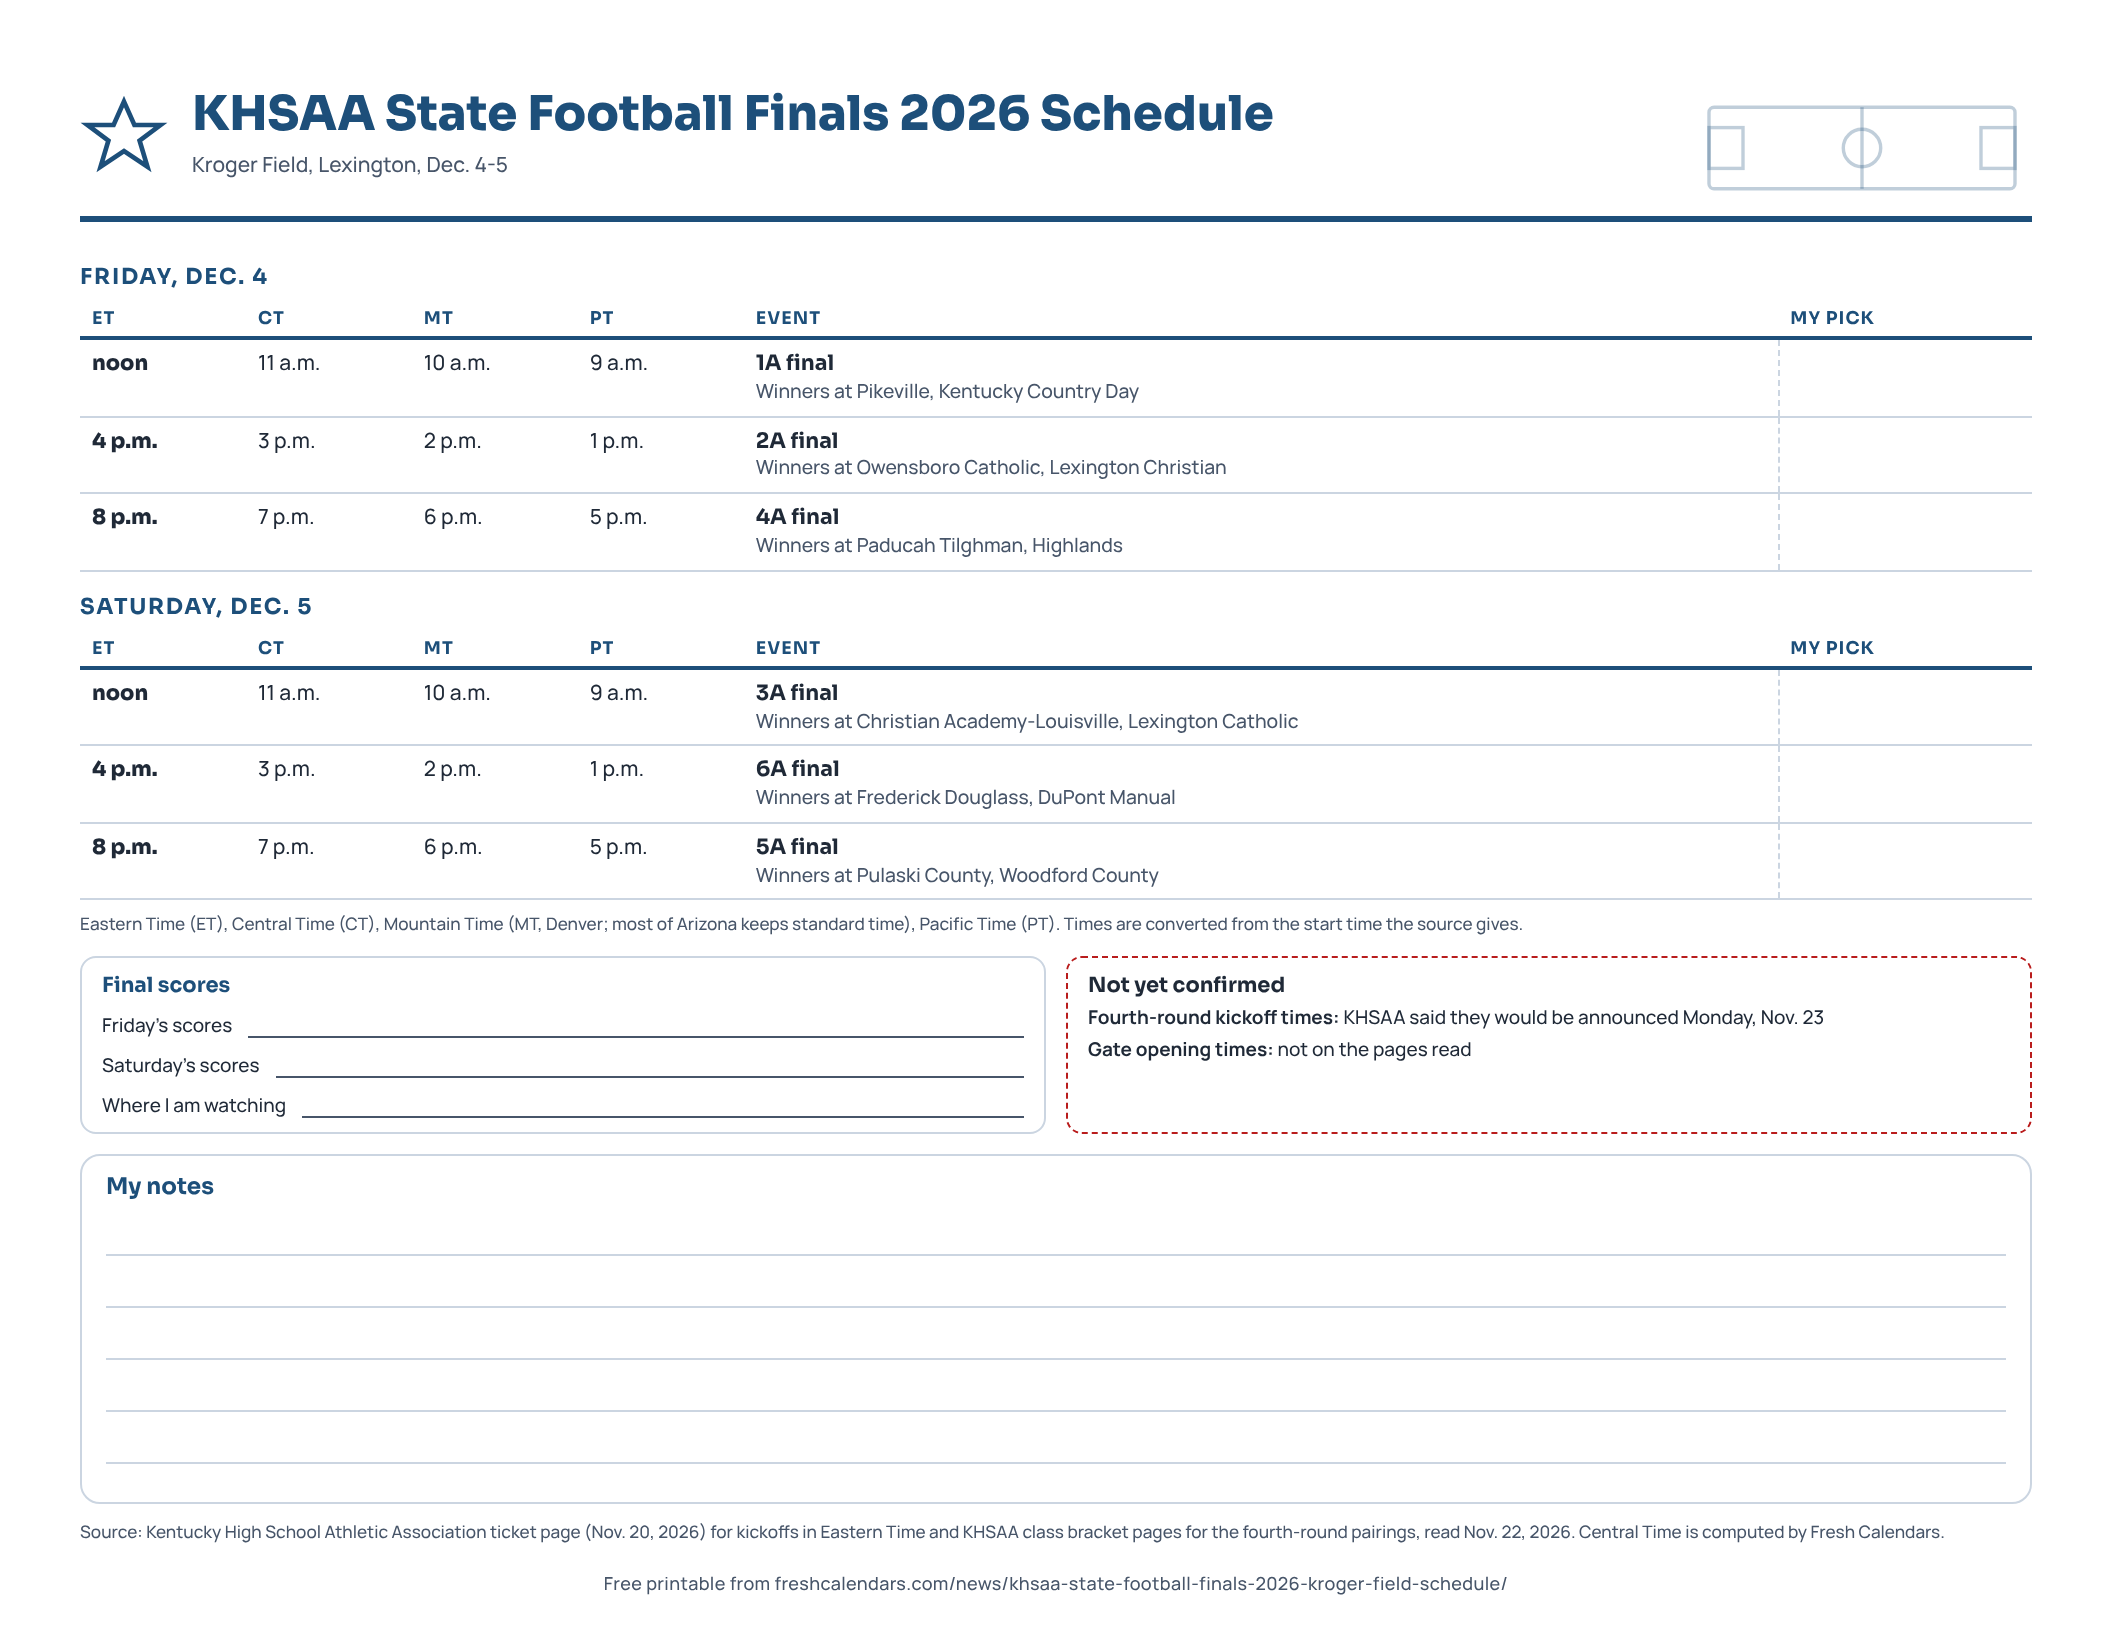 KHSAA State Football Finals 2026 Schedule
Kroger Field, Lexington, Dec. 4-5
FRIDAY, DEC. 4
ET CT MT PT EVENT MY PICK
noon 11 a.m. 10 a.m. 9 a.m. 1A final
Winners at Pikeville, Kentucky Country Day
4 p.m. 3 p.m. 2 p.m. 1 p.m. 2A final
Winners at Owensboro Catholic, Lexington Christian
8 p.m. 7 p.m. 6 p.m. 5 p.m. 4A final
Winners at Paducah Tilghman, Highlands
SATURDAY, DEC. 5
ET CT MT PT EVENT MY PICK
noon 11 a.m. 10 a.m. 9 a.m. 3A final
Winners at Christian Academy-Louisville, Lexington Catholic
4 p.m. 3 p.m. 2 p.m. 1 p.m. 6A final
Winners at Frederick Douglass, DuPont Manual
8 p.m. 7 p.m. 6 p.m. 5 p.m. 5A final
Winners at Pulaski County, Woodford County
Eastern Time (ET), Central Time (CT), Mountain Time (MT, Denver; most of Arizona keeps standard time), Pacific Time (PT). Times are converted from the start time the source gives.
Final scores
Friday's scores
Saturday's scores
Where I am watching
Not yet confirmed
Fourth-round kickoff times: KHSAA said they would be announced Monday, Nov. 23
Gate opening times: not on the pages read
My notes
Source: Kentucky High School Athletic Association ticket page (Nov. 20, 2026) for kickoffs in Eastern Time and KHSAA class bracket pages for the fourth-round pairings, read Nov. 22, 2026. Central Time is computed by Fresh Calendars.
Free printable from freshcalendars.com/news/khsaa-state-football-finals-2026-kroger-field-schedule/